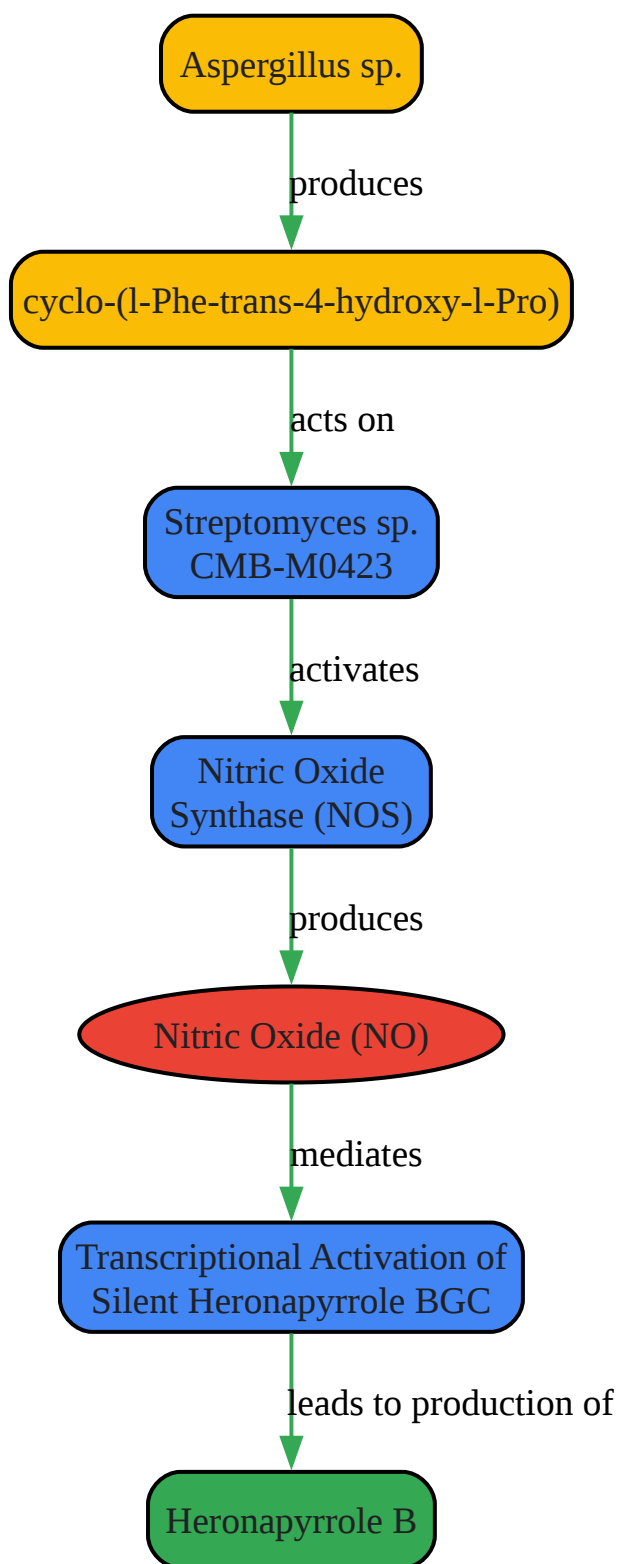 Aspergillus sp.
produces
cyclo-(l-Phe-trans-4-hydroxy-l-Pro)
acts on
Streptomyces sp.
CMB-M0423
activates
Nitric Oxide
Synthase (NOS)
produces
Nitric Oxide (NO)
mediates
Transcriptional Activation of
Silent Heronapyrrole BGC
leads to production of
Heronapyrrole B